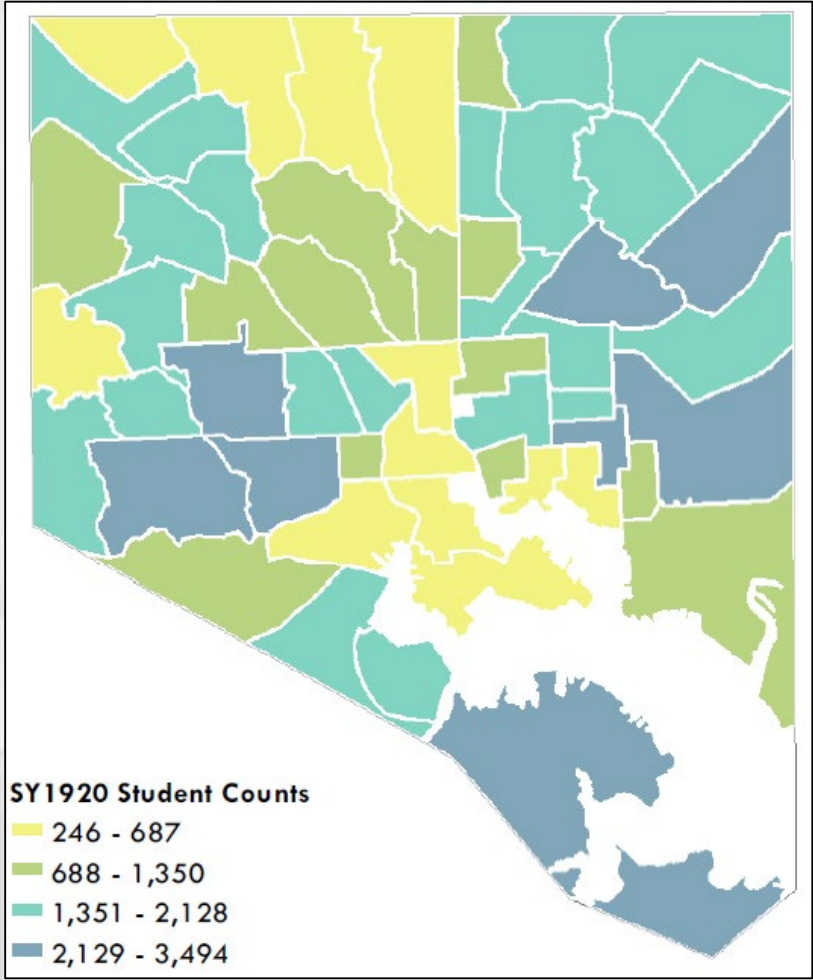 SY1920 Student Counts
246 - 687
688 - 1,350
1,351 - 2,128
2,129 - 3,494